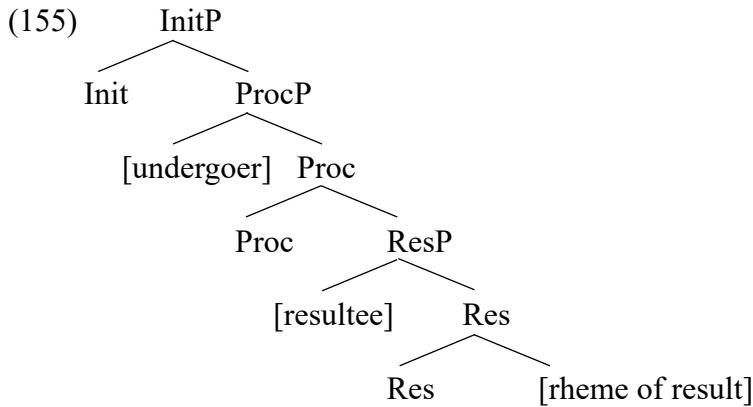 (155) InitP
Init ProcP
[undergoer] Proc
Proc ResP
[resultee] Res
Res [rheme of result]